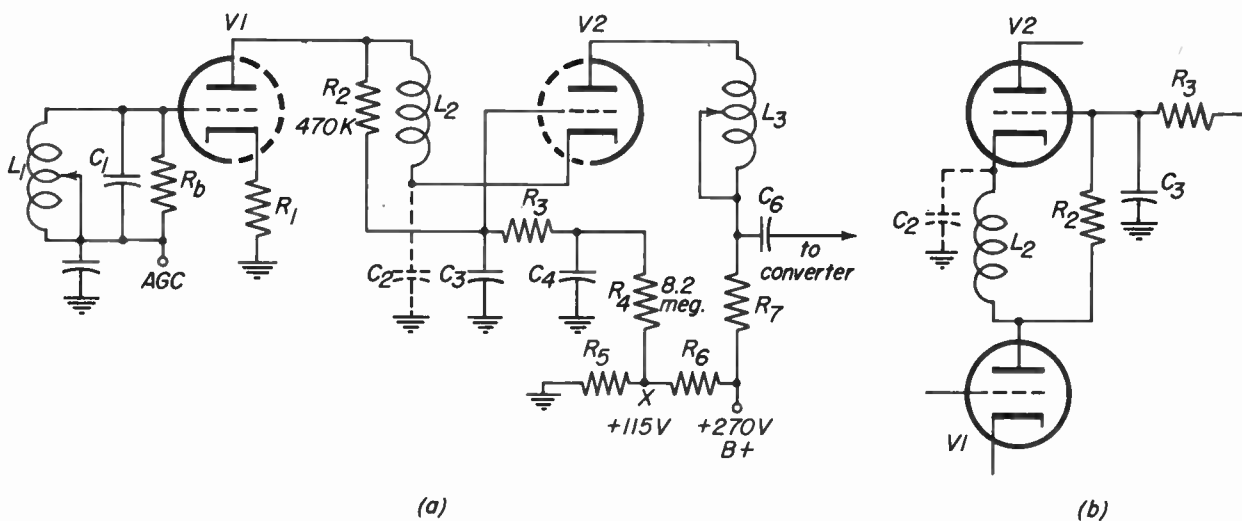 V1
V2
R2
470K
L2
L3
L1
C1
Rb
R1
AGC
R3
C2
C3
C4
R4
8.2
meg.
C6
to
converter
R7
R5
R6
X
+115V
+270V
B+
(a)
V2
R3
C3
C2
L2
R2
V1
(b)